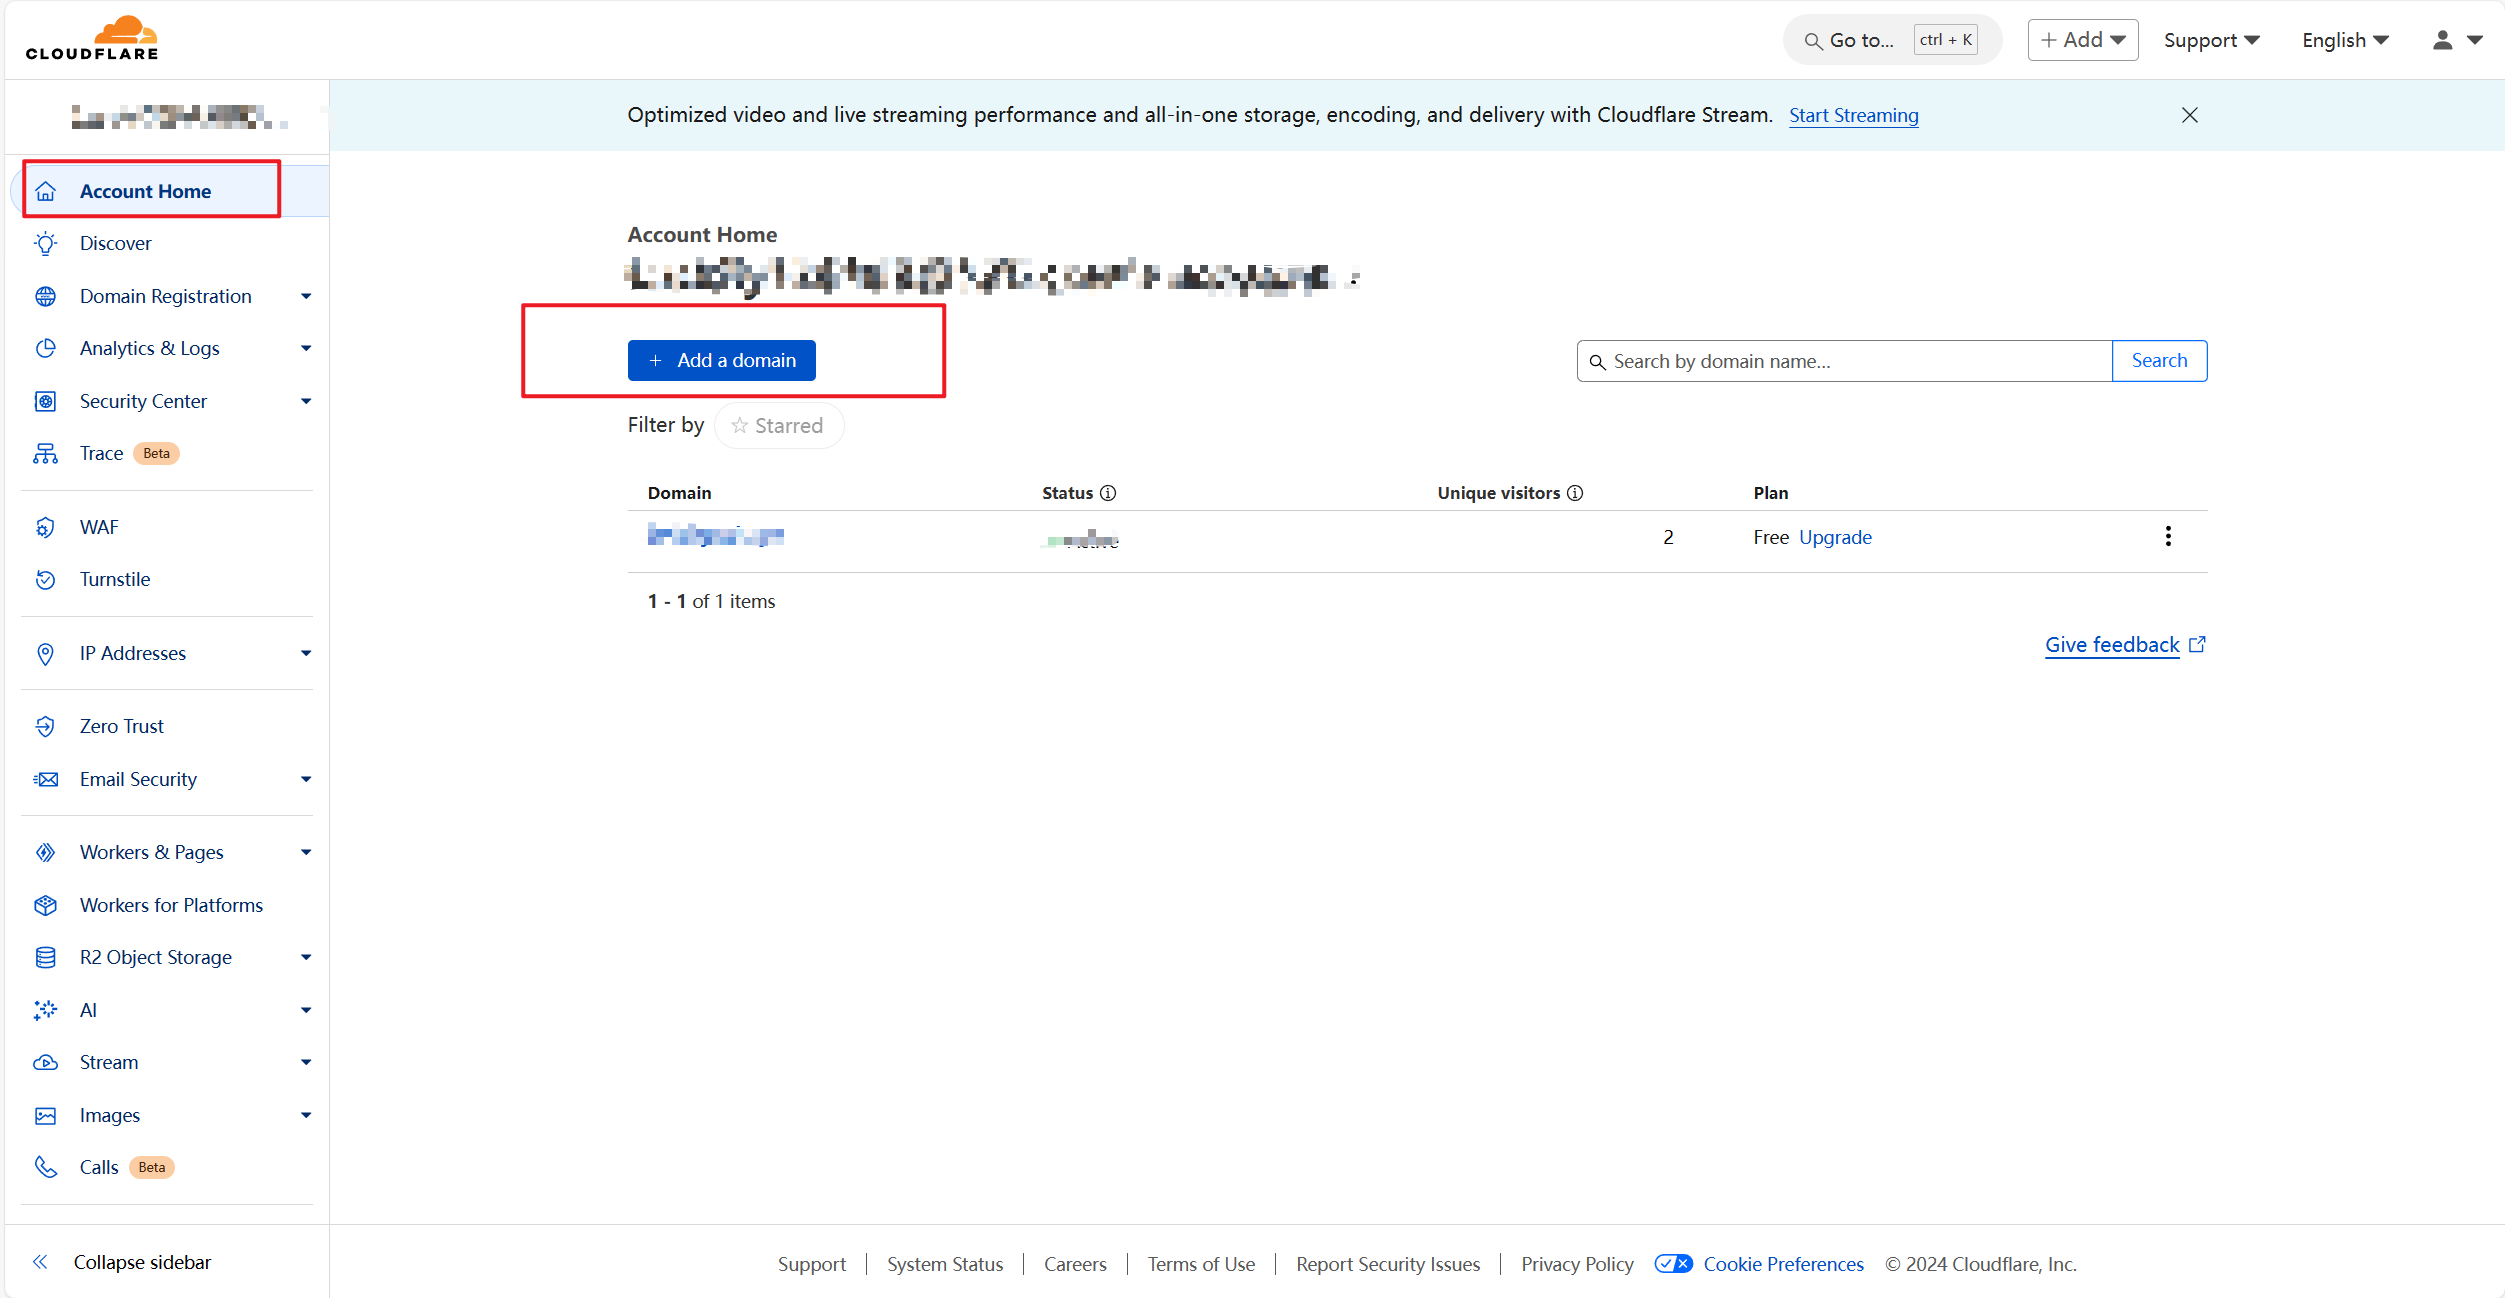 CLOUDFLARE
Go to... ctrl + K
+ Add
Support
English
Optimized video and live streaming performance and all-in-one storage, encoding, and delivery with Cloudflare Stream. Start Streaming
Account Home
Discover
Domain Registration
Analytics & Logs
Security Center
Trace Beta
WAF
Turnstile
IP Addresses
Zero Trust
Email Security
Workers & Pages
Workers for Platforms
R2 Object Storage
AI
Stream
Images
Calls Beta
Collapse sidebar
Account Home
+ Add a domain
Search by domain name...
Search
Filter by Starred
Domain Status Unique visitors Plan
2 Free Upgrade
1 - 1 of 1 items
Give feedback
Support | System Status | Careers | Terms of Use | Report Security Issues | Privacy Policy Cookie Preferences © 2024 Cloudflare, Inc.